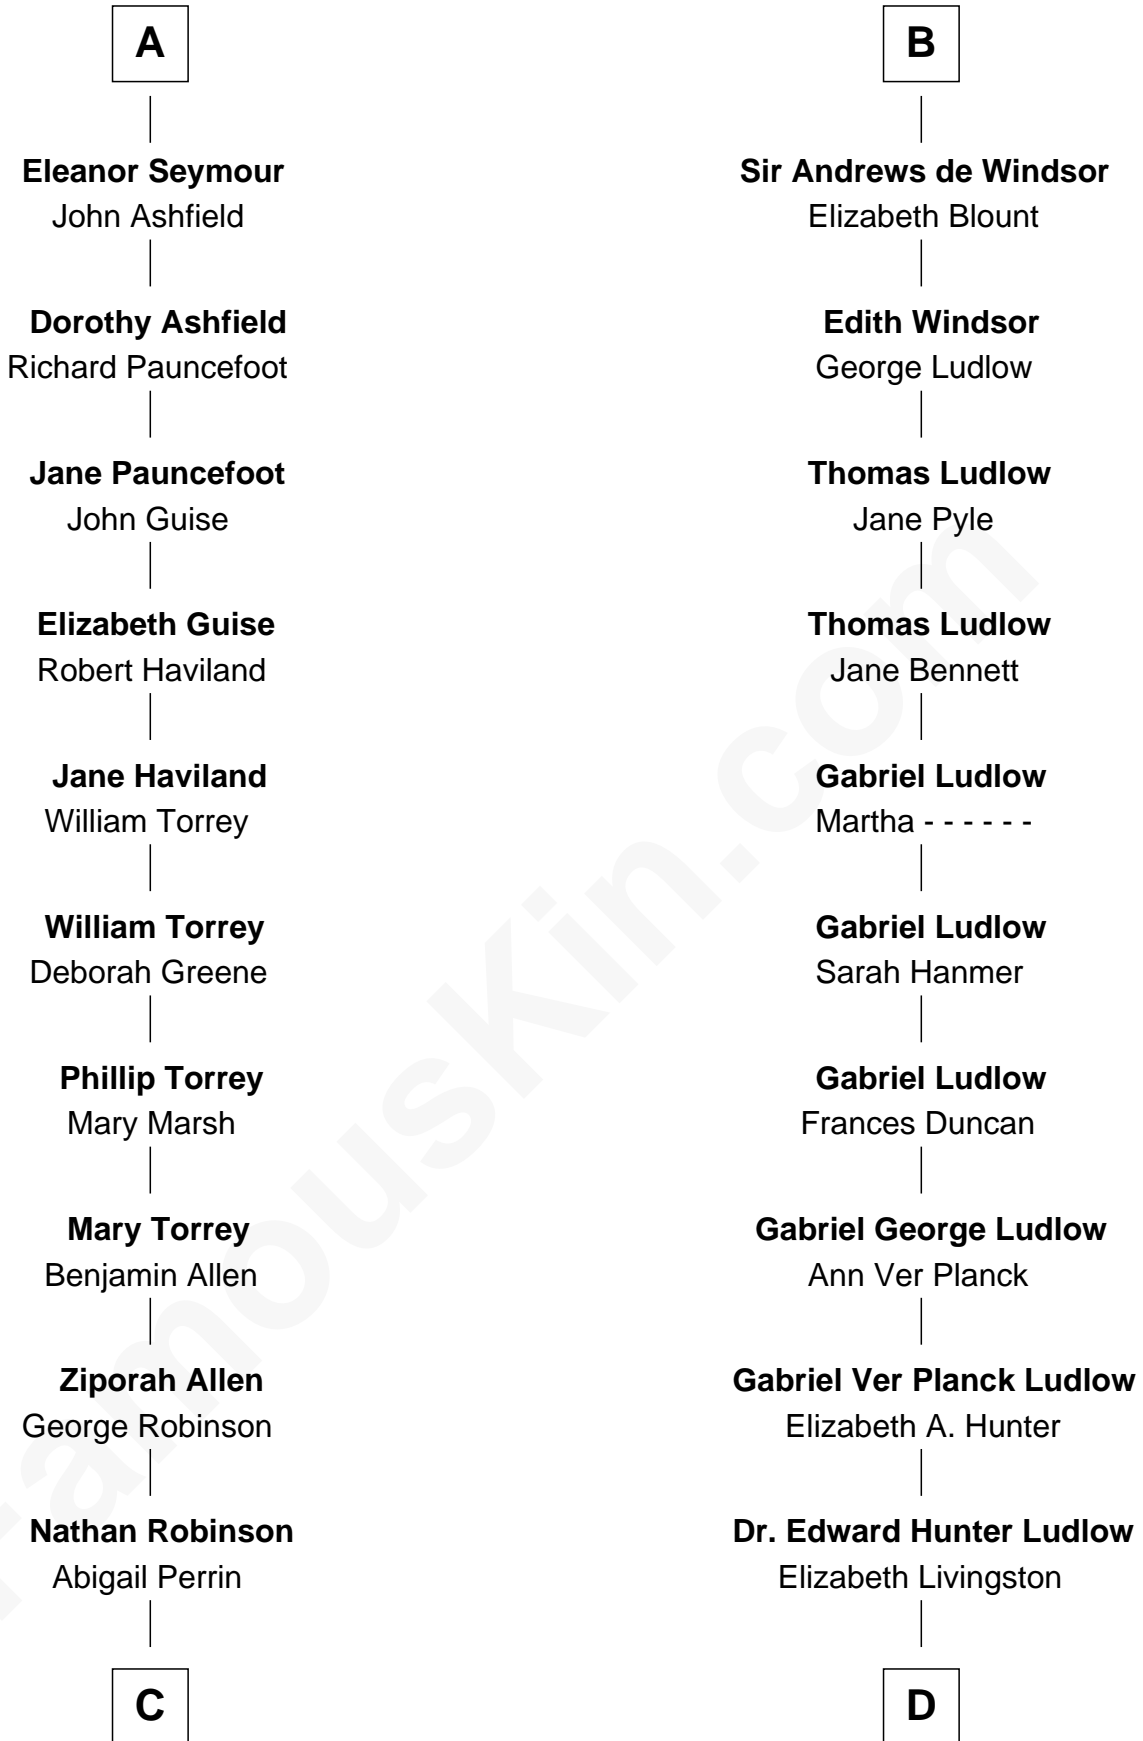 A
Eleanor Seymour
John Ashfield
Dorothy Ashfield
Richard Pauncefoot
Jane Pauncefoot
John Guise
Elizabeth Guise
Robert Haviland
Jane Haviland
William Torrey
William Torrey
Deborah Greene
Phillip Torrey
Mary Marsh
Mary Torrey
Benjamin Allen
Ziporah Allen
George Robinson
Nathan Robinson
Abigail Perrin
C
B
Sir Andrews de Windsor
Elizabeth Blount
Edith Windsor
George Ludlow
Thomas Ludlow
Jane Pyle
Thomas Ludlow
Jane Bennett
Gabriel Ludlow
Martha - - - - - -
Gabriel Ludlow
Sarah Hanmer
Gabriel Ludlow
Frances Duncan
Gabriel George Ludlow
Ann Ver Planck
Gabriel Ver Planck Ludlow
Elizabeth A. Hunter
Dr. Edward Hunter Ludlow
Elizabeth Livingston
D
FamousKin.com